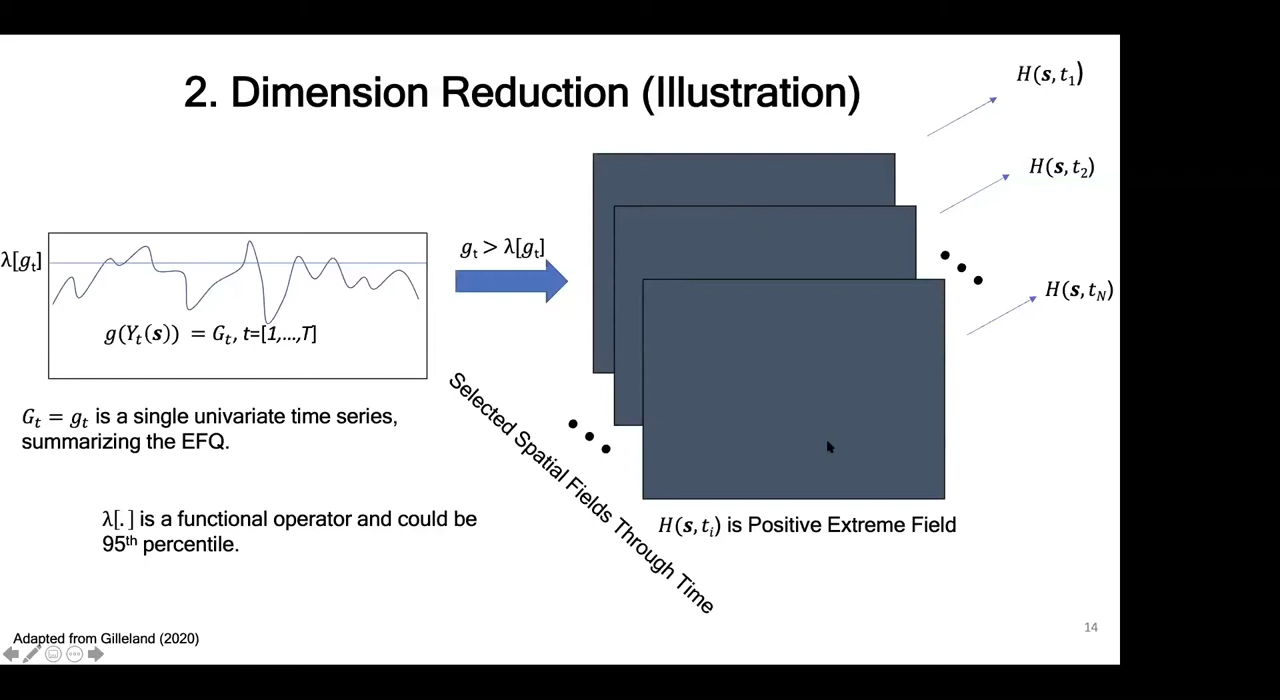 2. Dimension Reduction (Illustration)
H(s, t₁)
H(s, t₂)
H(s, t_N)
λ[gₜ]
gₜ > λ[gₜ]
g(Yₜ(s)) = Gₜ, t=[1,...,T]
Gₜ = gₜ is a single univariate time series,
summarizing the EFQ.
λ[.] is a functional operator and could be
95th percentile.
Selected Spatial Fields Through Time
H(s, tᵢ) is Positive Extreme Field
Adapted from Gilleland (2020)
14